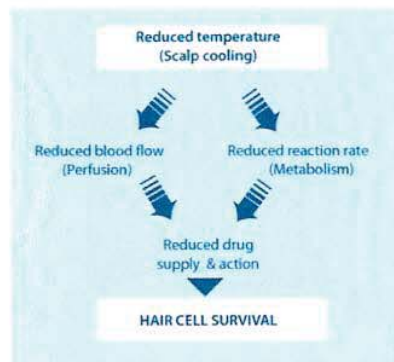 Reduced temperature
(Scalp cooling)
Reduced blood flow
(Perfusion)
Reduced reaction rate
(Metabolism)
Reduced drug
supply & action
HAIR CELL SURVIVAL